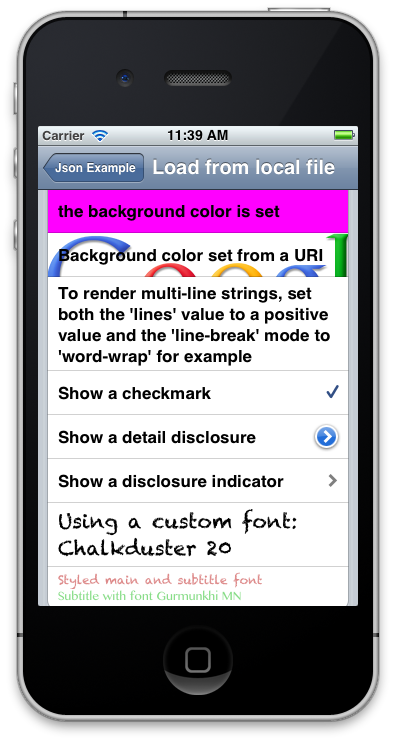 Carrier 11:39 AM
Json Example Load from local file
the background color is set
Background color set from a URI
To render multi-line strings, set
both the 'lines' value to a positive
value and the 'line-break' mode to
'word-wrap' for example
Show a checkmark
Show a detail disclosure
Show a disclosure indicator
Using a custom font:
Chalkduster 20
Styled main and subtitle font
Subtitle with font Gurmunkhi MN